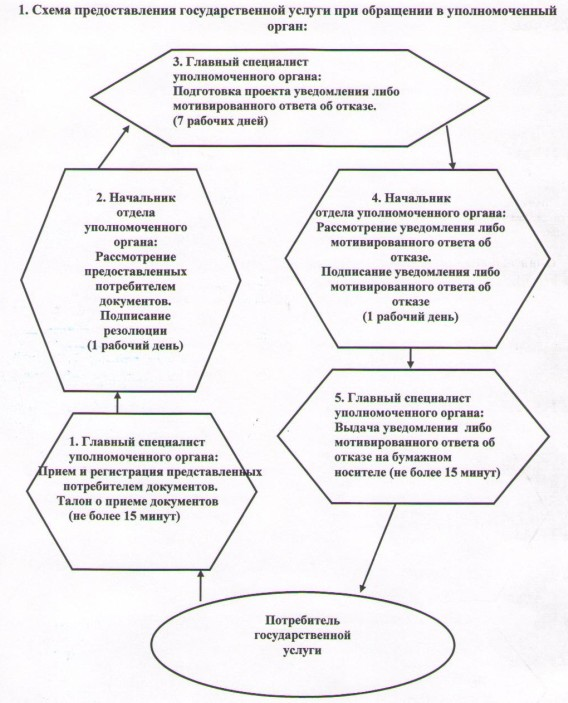 1. Схема предоставления государственной услуги при обращении в уполномоченный
орган:
3. Главный специалист
уполномоченного органа:
Подготовка проекта уведомления либо
мотивированного ответа об отказе.
(7 рабочих дней)
2. Начальник
отдела
уполномоченного
органа:
Рассмотрение
предоставленных
потребителем
документов.
Подписание
резолюции
(1 рабочий день)
4. Начальник
отдела уполномоченного органа:
Рассмотрение уведомления либо
мотивированного ответа об
отказе.
Подписание уведомления либо
мотивированного ответа об
отказе
(1 рабочий день)
1. Главный специалист
уполномоченного органа:
Прием и регистрация представленных
потребителем документов.
Талон о приеме документов
(не более 15 минут)
5. Главный специалист
уполномоченного органа:
Выдача уведомления либо
мотивированного ответа об
отказе на бумажном
носителе (не более 15 минут)
Потребитель
государственной
услуги